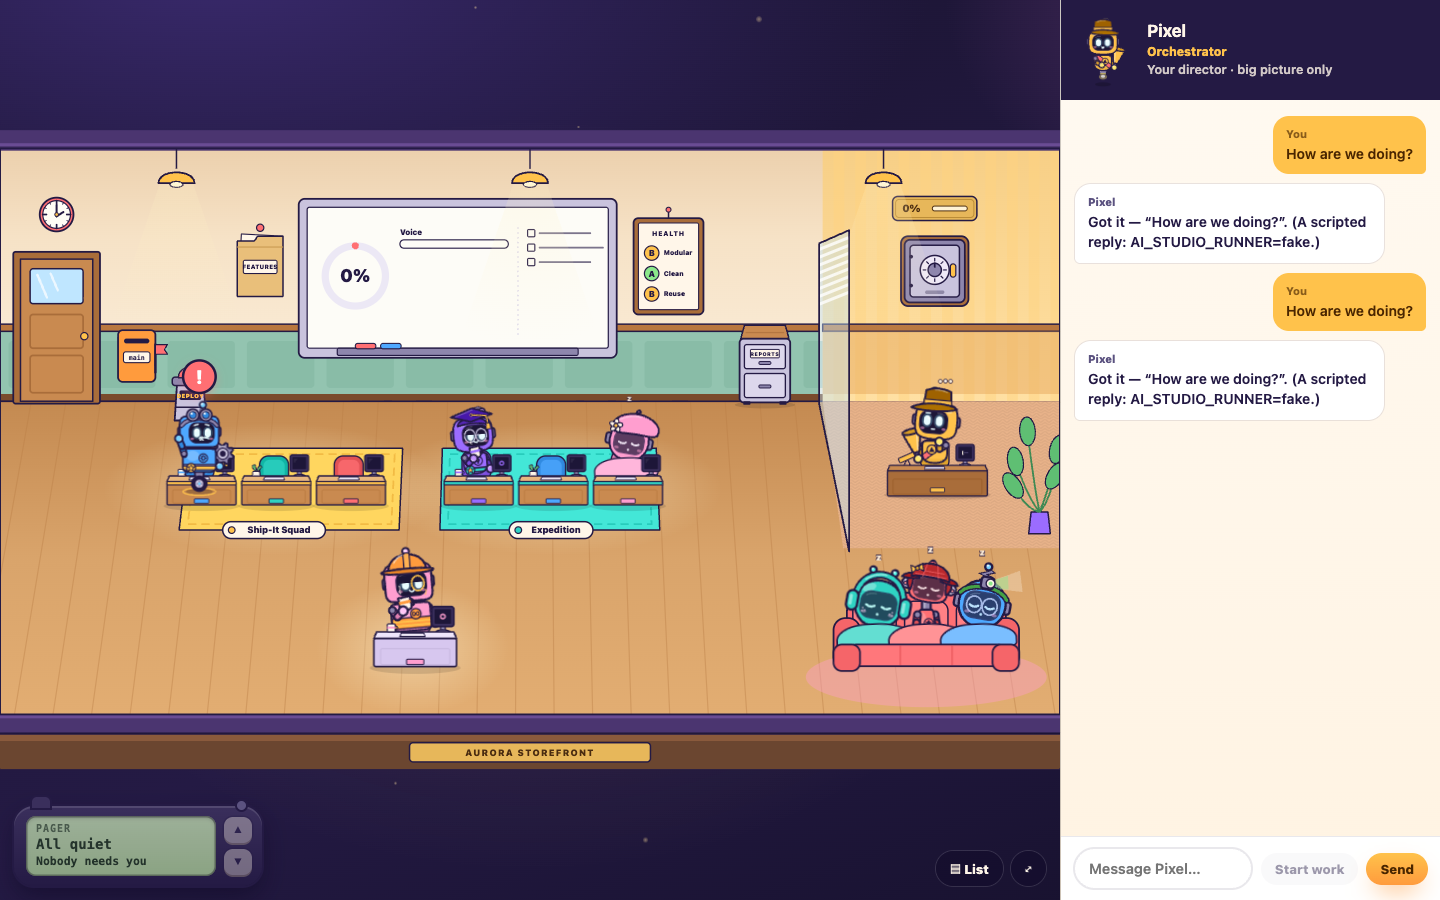 FEATURES
main
0%
Voice
HEALTH
B Modular
A Clean
B Reuse
REPORTS
0%
!
Ship-It Squad
Expedition
z
z
z
z
AURORA STOREFRONT
PAGER
All quiet
Nobody needs you
▲
▼
List
Pixel
Orchestrator
Your director · big picture only
You
How are we doing?
Pixel
Got it — “How are we doing?”. (A scripted
reply: AI_STUDIO_RUNNER=fake.)
You
How are we doing?
Pixel
Got it — “How are we doing?”. (A scripted
reply: AI_STUDIO_RUNNER=fake.)
Message Pixel...
Start work
Send